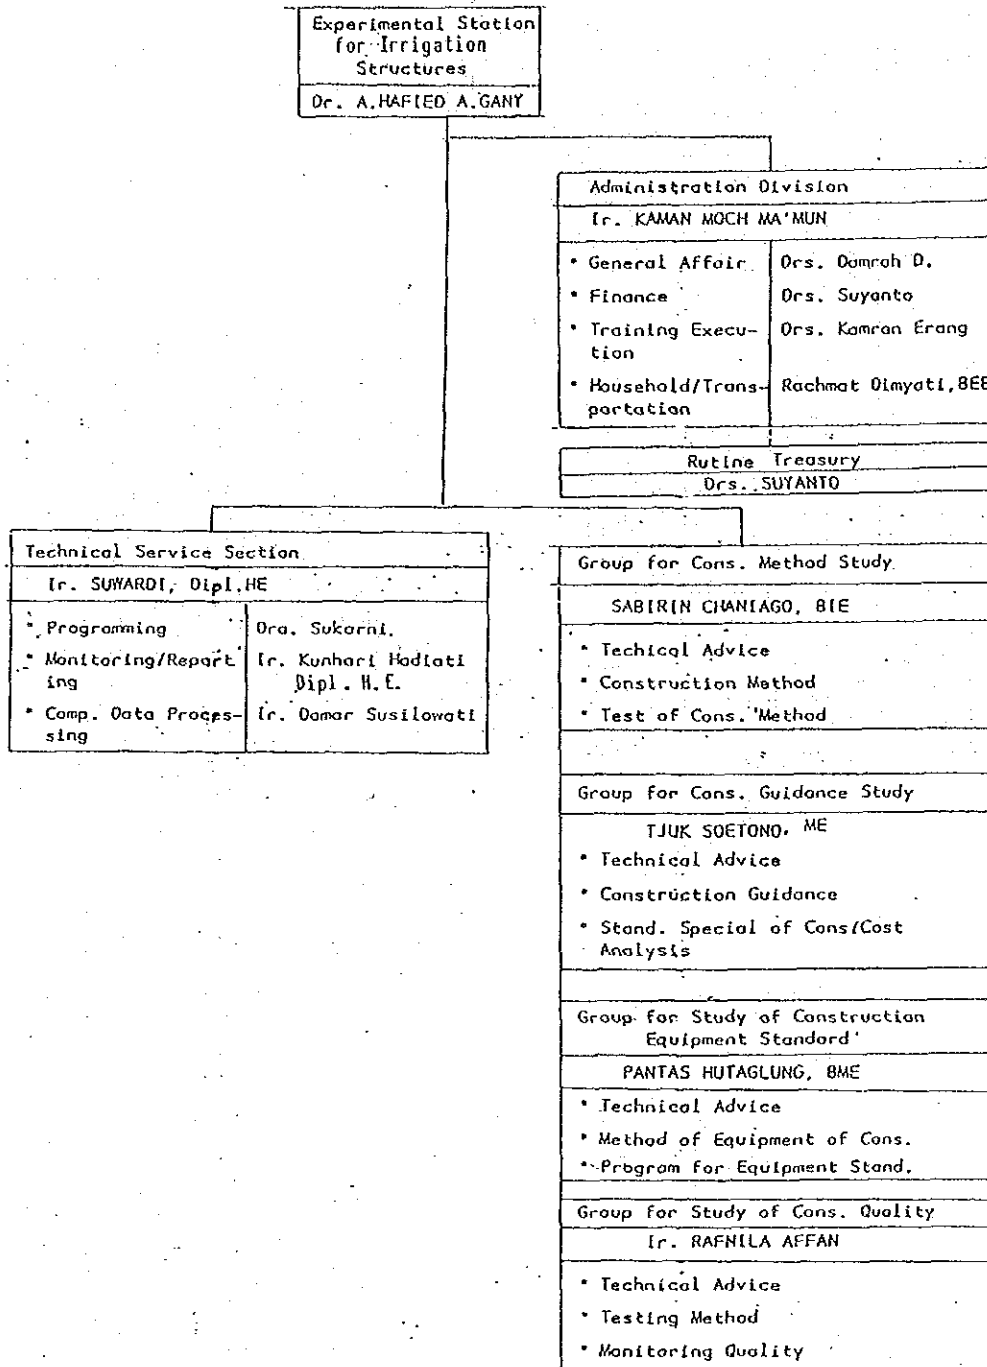 Experimental Station
for Irrigation
Structures
Dr. A.HAFIED A.GANY
Administration Division
Ir. KAMAN MOCH MA'MUN
* General Affair Drs. Damrah D.
* Finance Drs. Suyanto
* Training Execu- Drs. Kamran Erang
tion
* Household/Trans- Rachmat Dimyati,BEE
portation
Rutine Treasury
Drs. SUYANTO
Technical Service Section
Ir. SUWARDI, Dipl.HE
* Programming Dra. Sukarni.
* Monitoring/Report Ir. Kunhari Hadiati
ing Dipl. H.E.
* Comp. Data Proces- Ir. Damar Susilowati
sing
Group for Cons. Method Study
SABIRIN CHANIAGO, BIE
* Techical Advice
* Construction Method
* Test of Cons. Method
Group for Cons. Guidance Study
TJUK SOETONO, ME
* Technical Advice
* Construction Guidance
* Stand. Special of Cons/Cost
Analysis
Group for Study of Construction
Equipment Standard
PANTAS HUTAGLUNG, BME
* Technical Advice
* Method of Equipment of Cons.
* Program for Equipment Stand.
Group for Study of Cons. Quality
Ir. RAFNILA AFFAN
* Technical Advice
* Testing Method
* Monitoring Quality